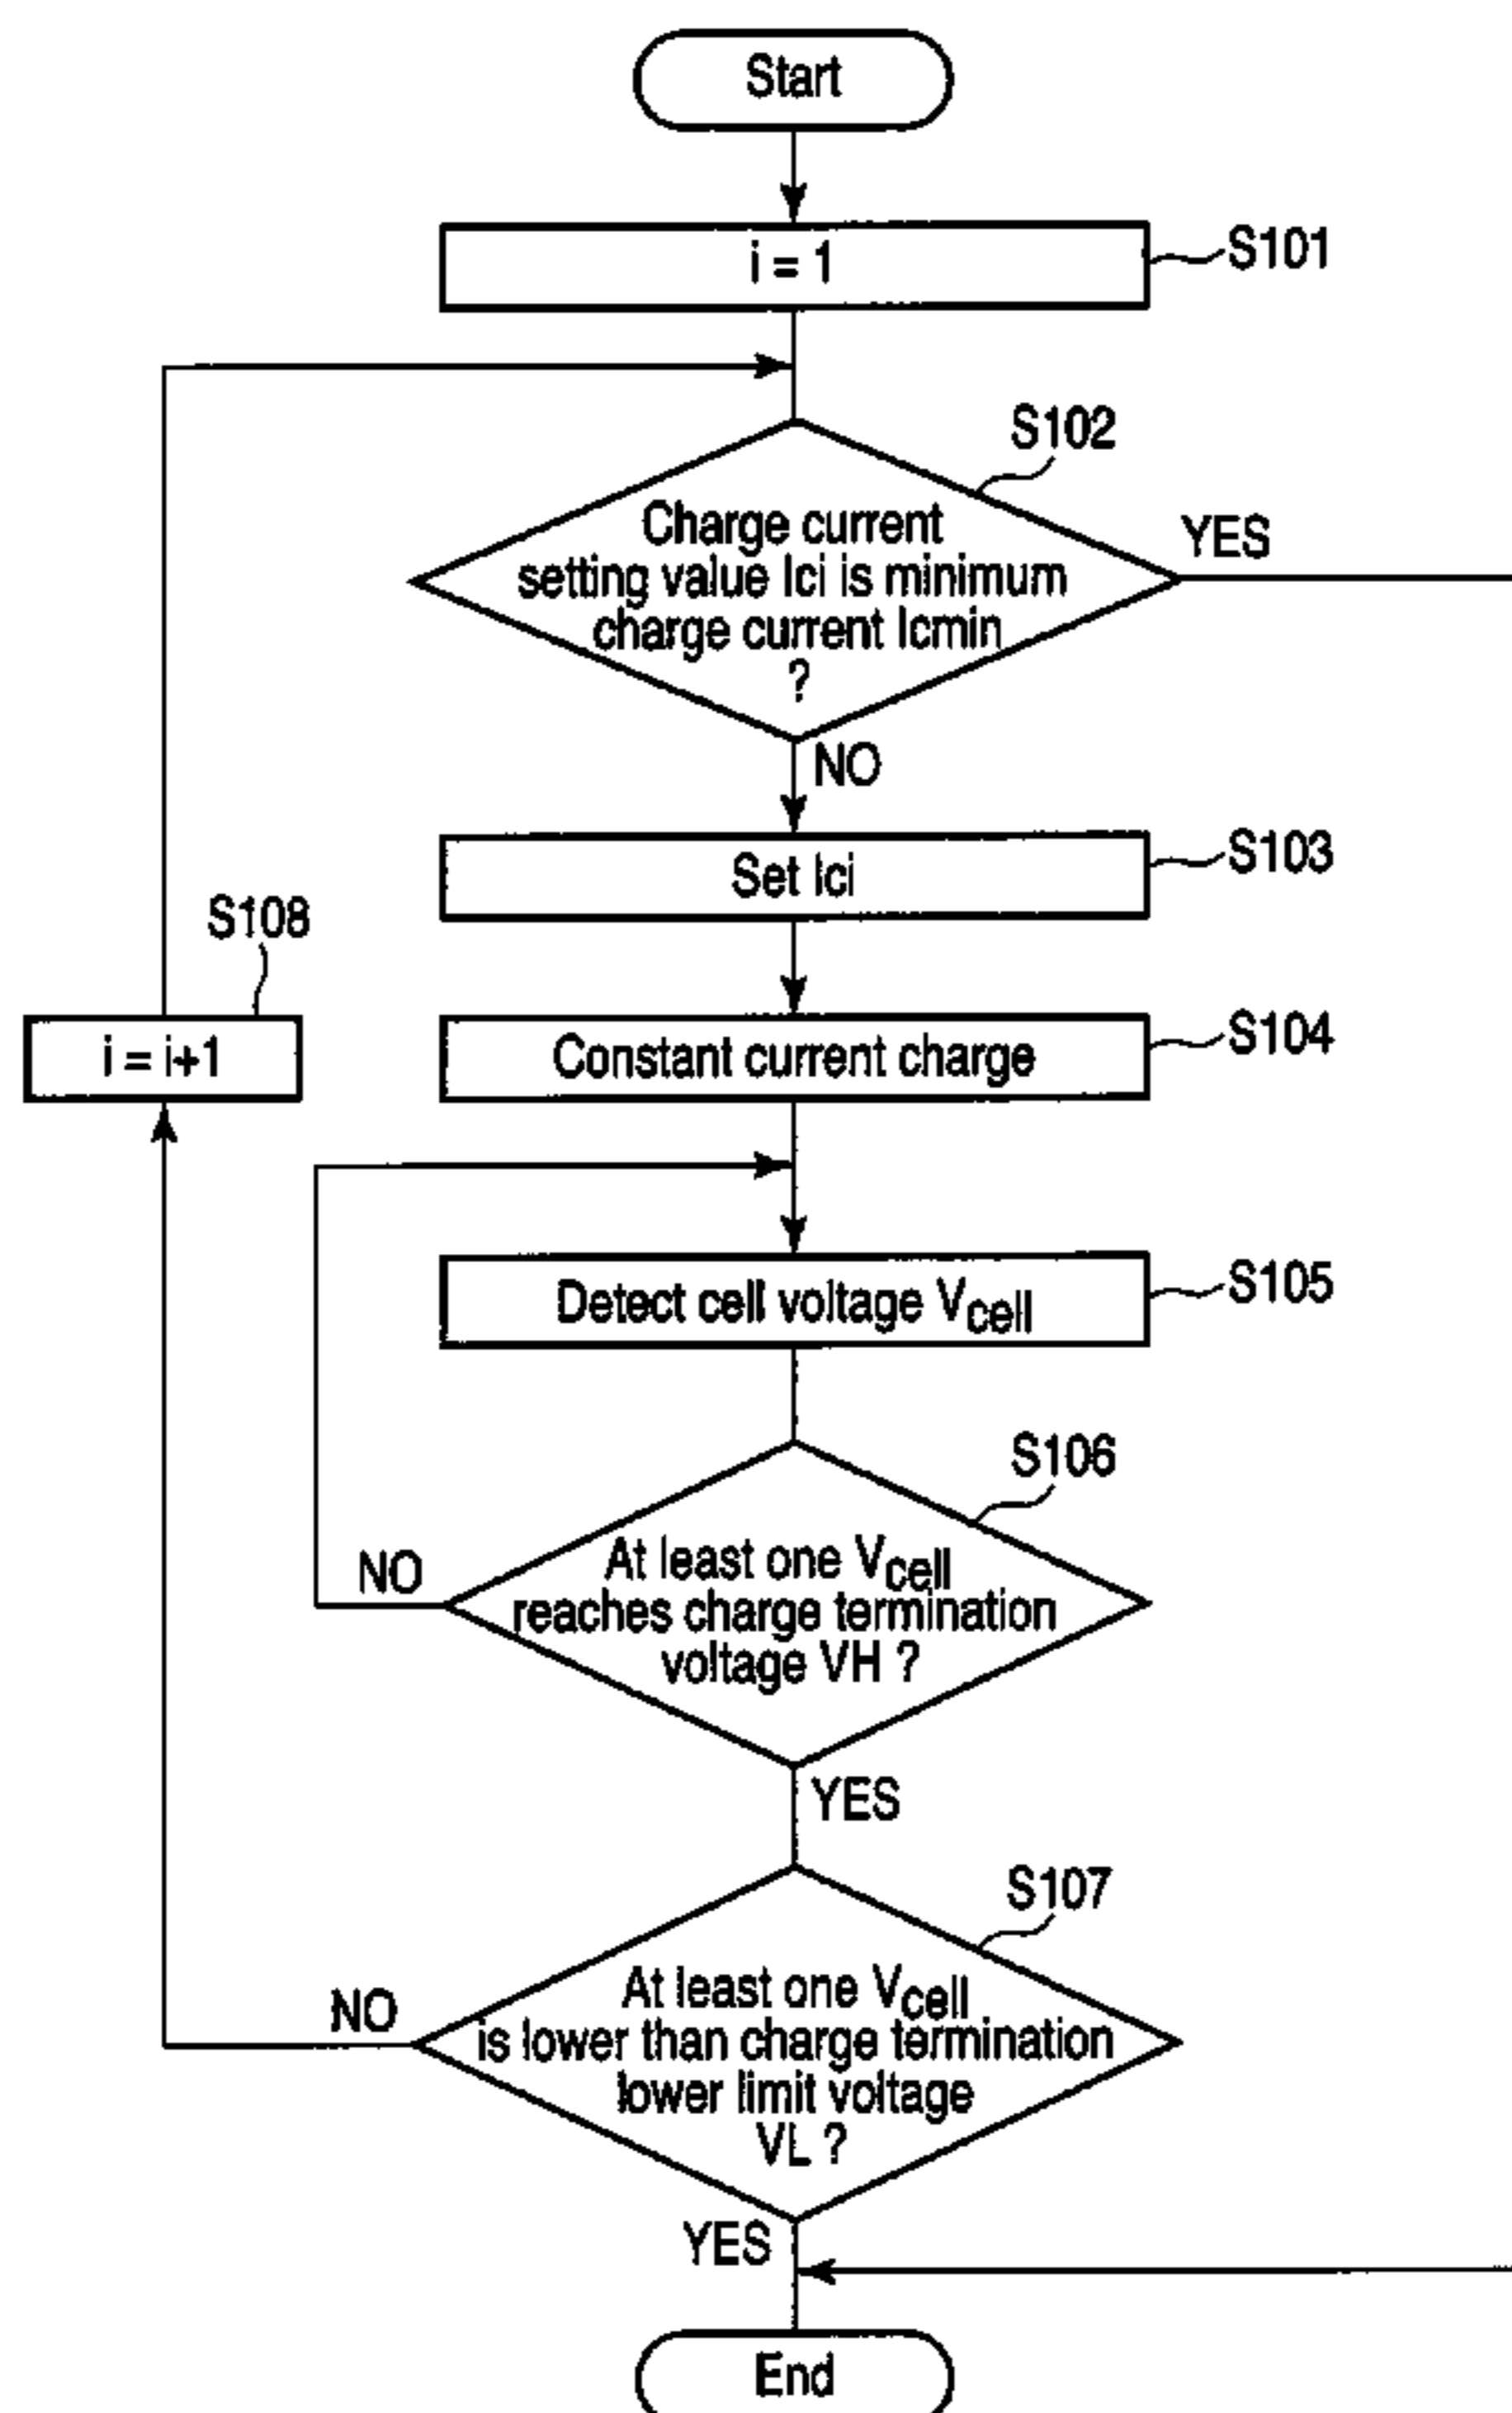 Start
i = 1
S101
S102
Charge current
setting value Ici is minimum
charge current Icmin
?
YES
NO
Set Ici
S103
S108
i = i+1
Constant current charge
S104
Detect cell voltage Vcell
S105
S106
At least one Vcell
reaches charge termination
voltage VH ?
NO
YES
S107
At least one Vcell
is lower than charge termination
lower limit voltage
VL ?
NO
YES
End